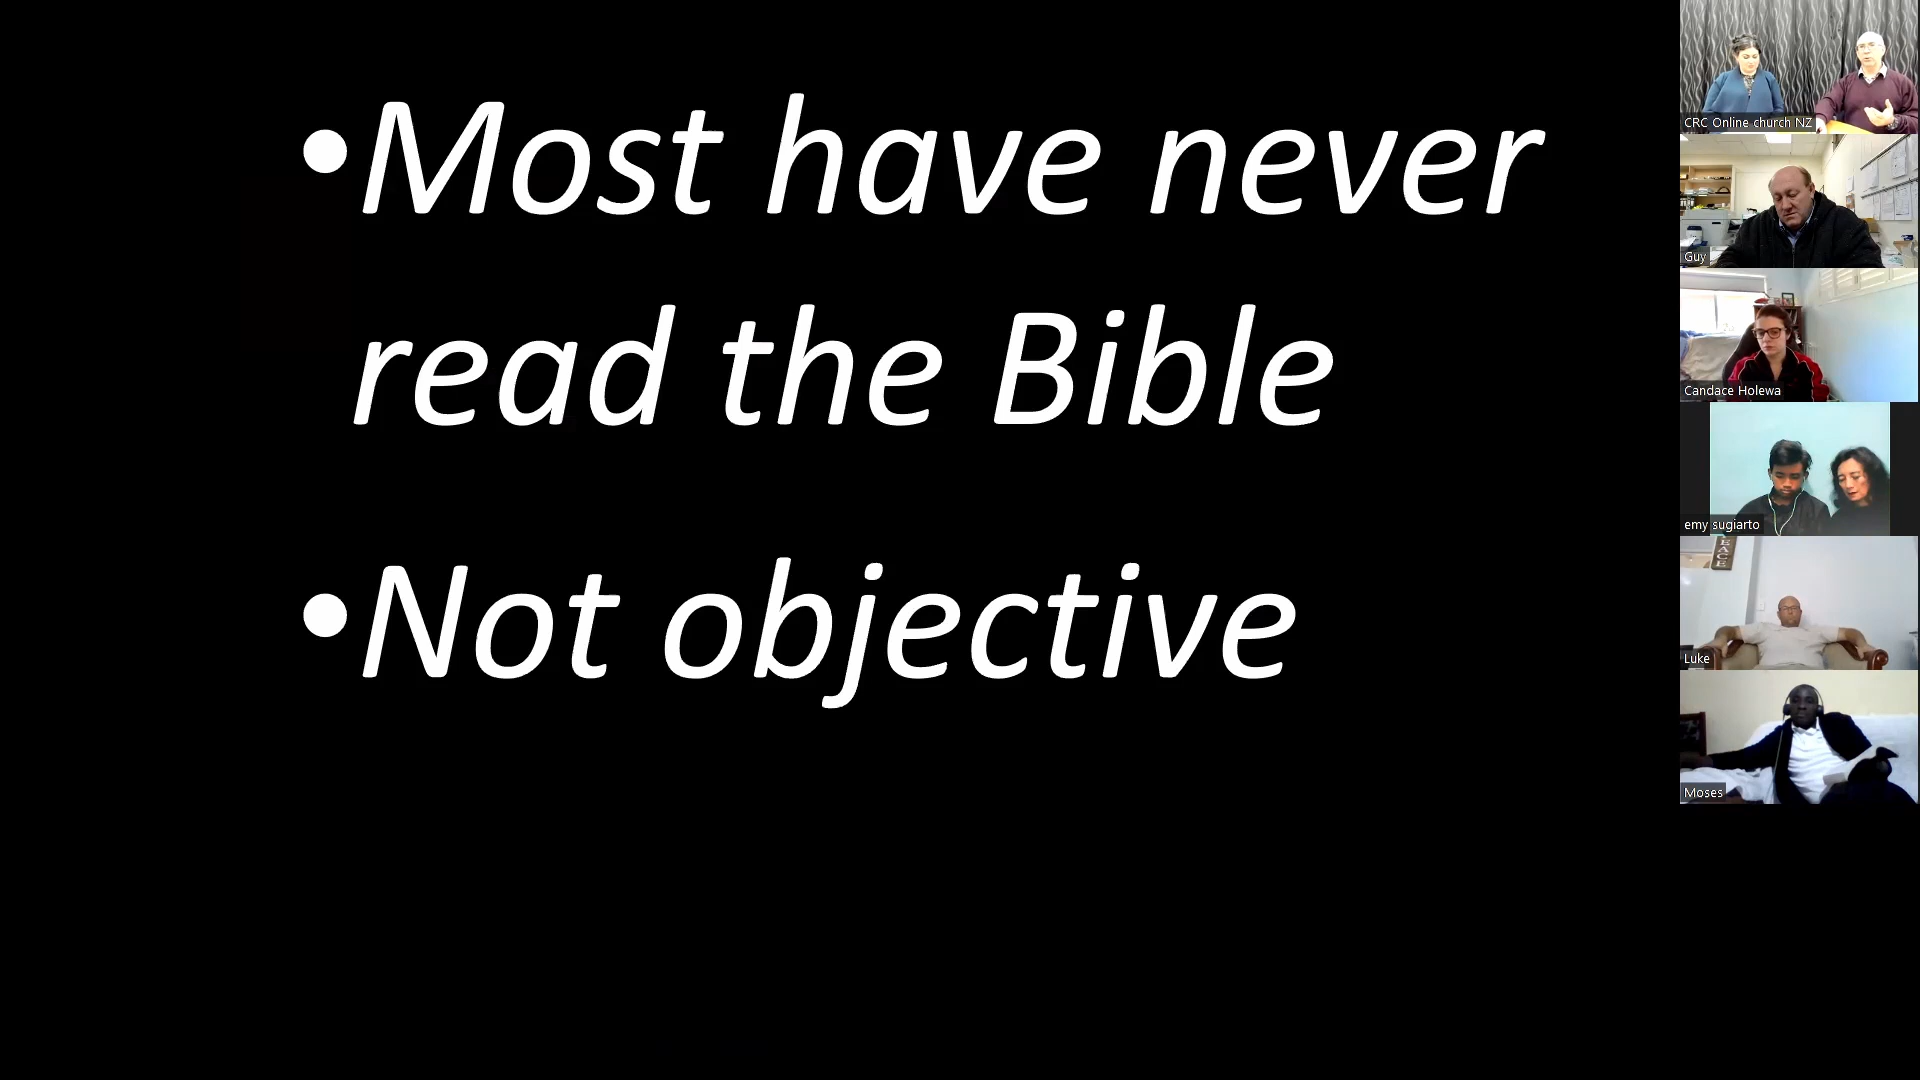 •Most have never
read the Bible
•Not objective
CRC Online church NZ
Guy
Candace Holewa
emy sugiarto
EACE
Luke
Moses